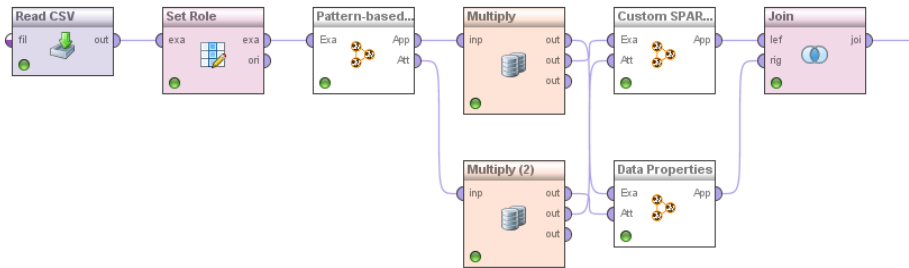 Read CSV
fil
out
Set Role
exa
exa
ori
Pattern-based...
Exa
App
Att
Multiply
inp
out
out
out
Custom SPAR...
Exa
App
Att
Join
lef
joi
rig
Multiply (2)
inp
out
out
out
Data Properties
Exa
App
Att